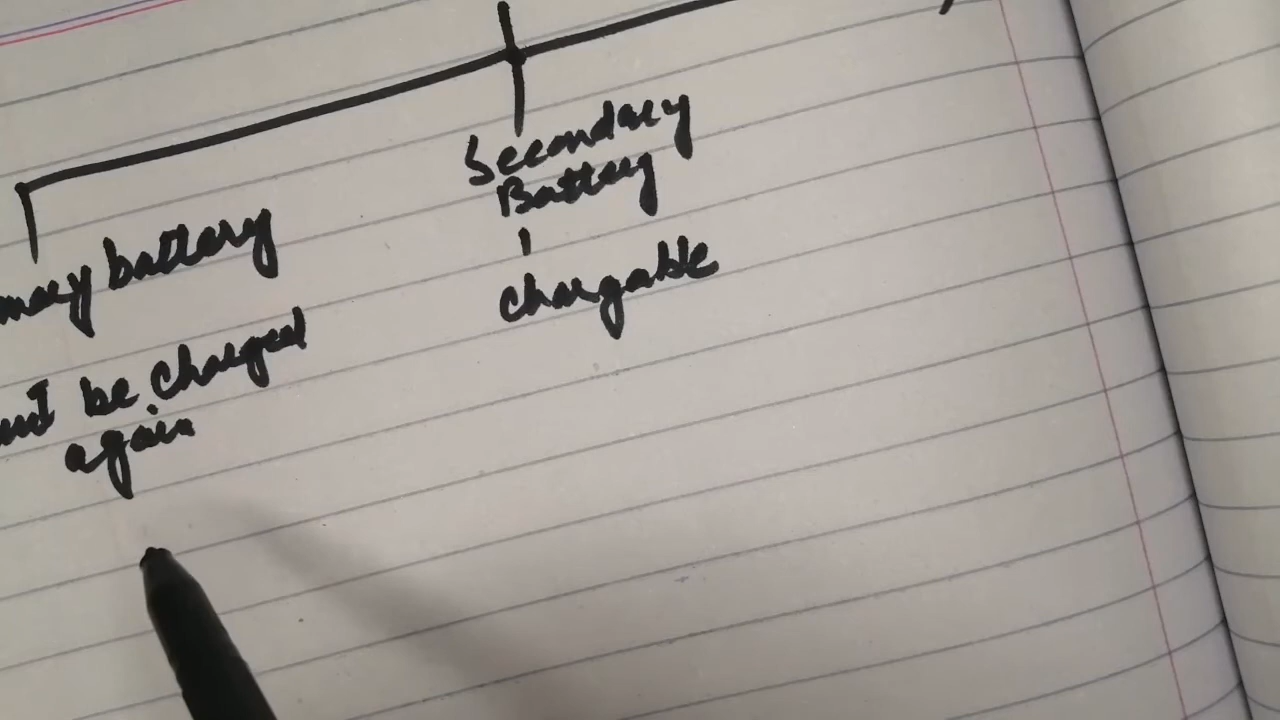 battery
be charged
again
Secondary
Battery
chargable